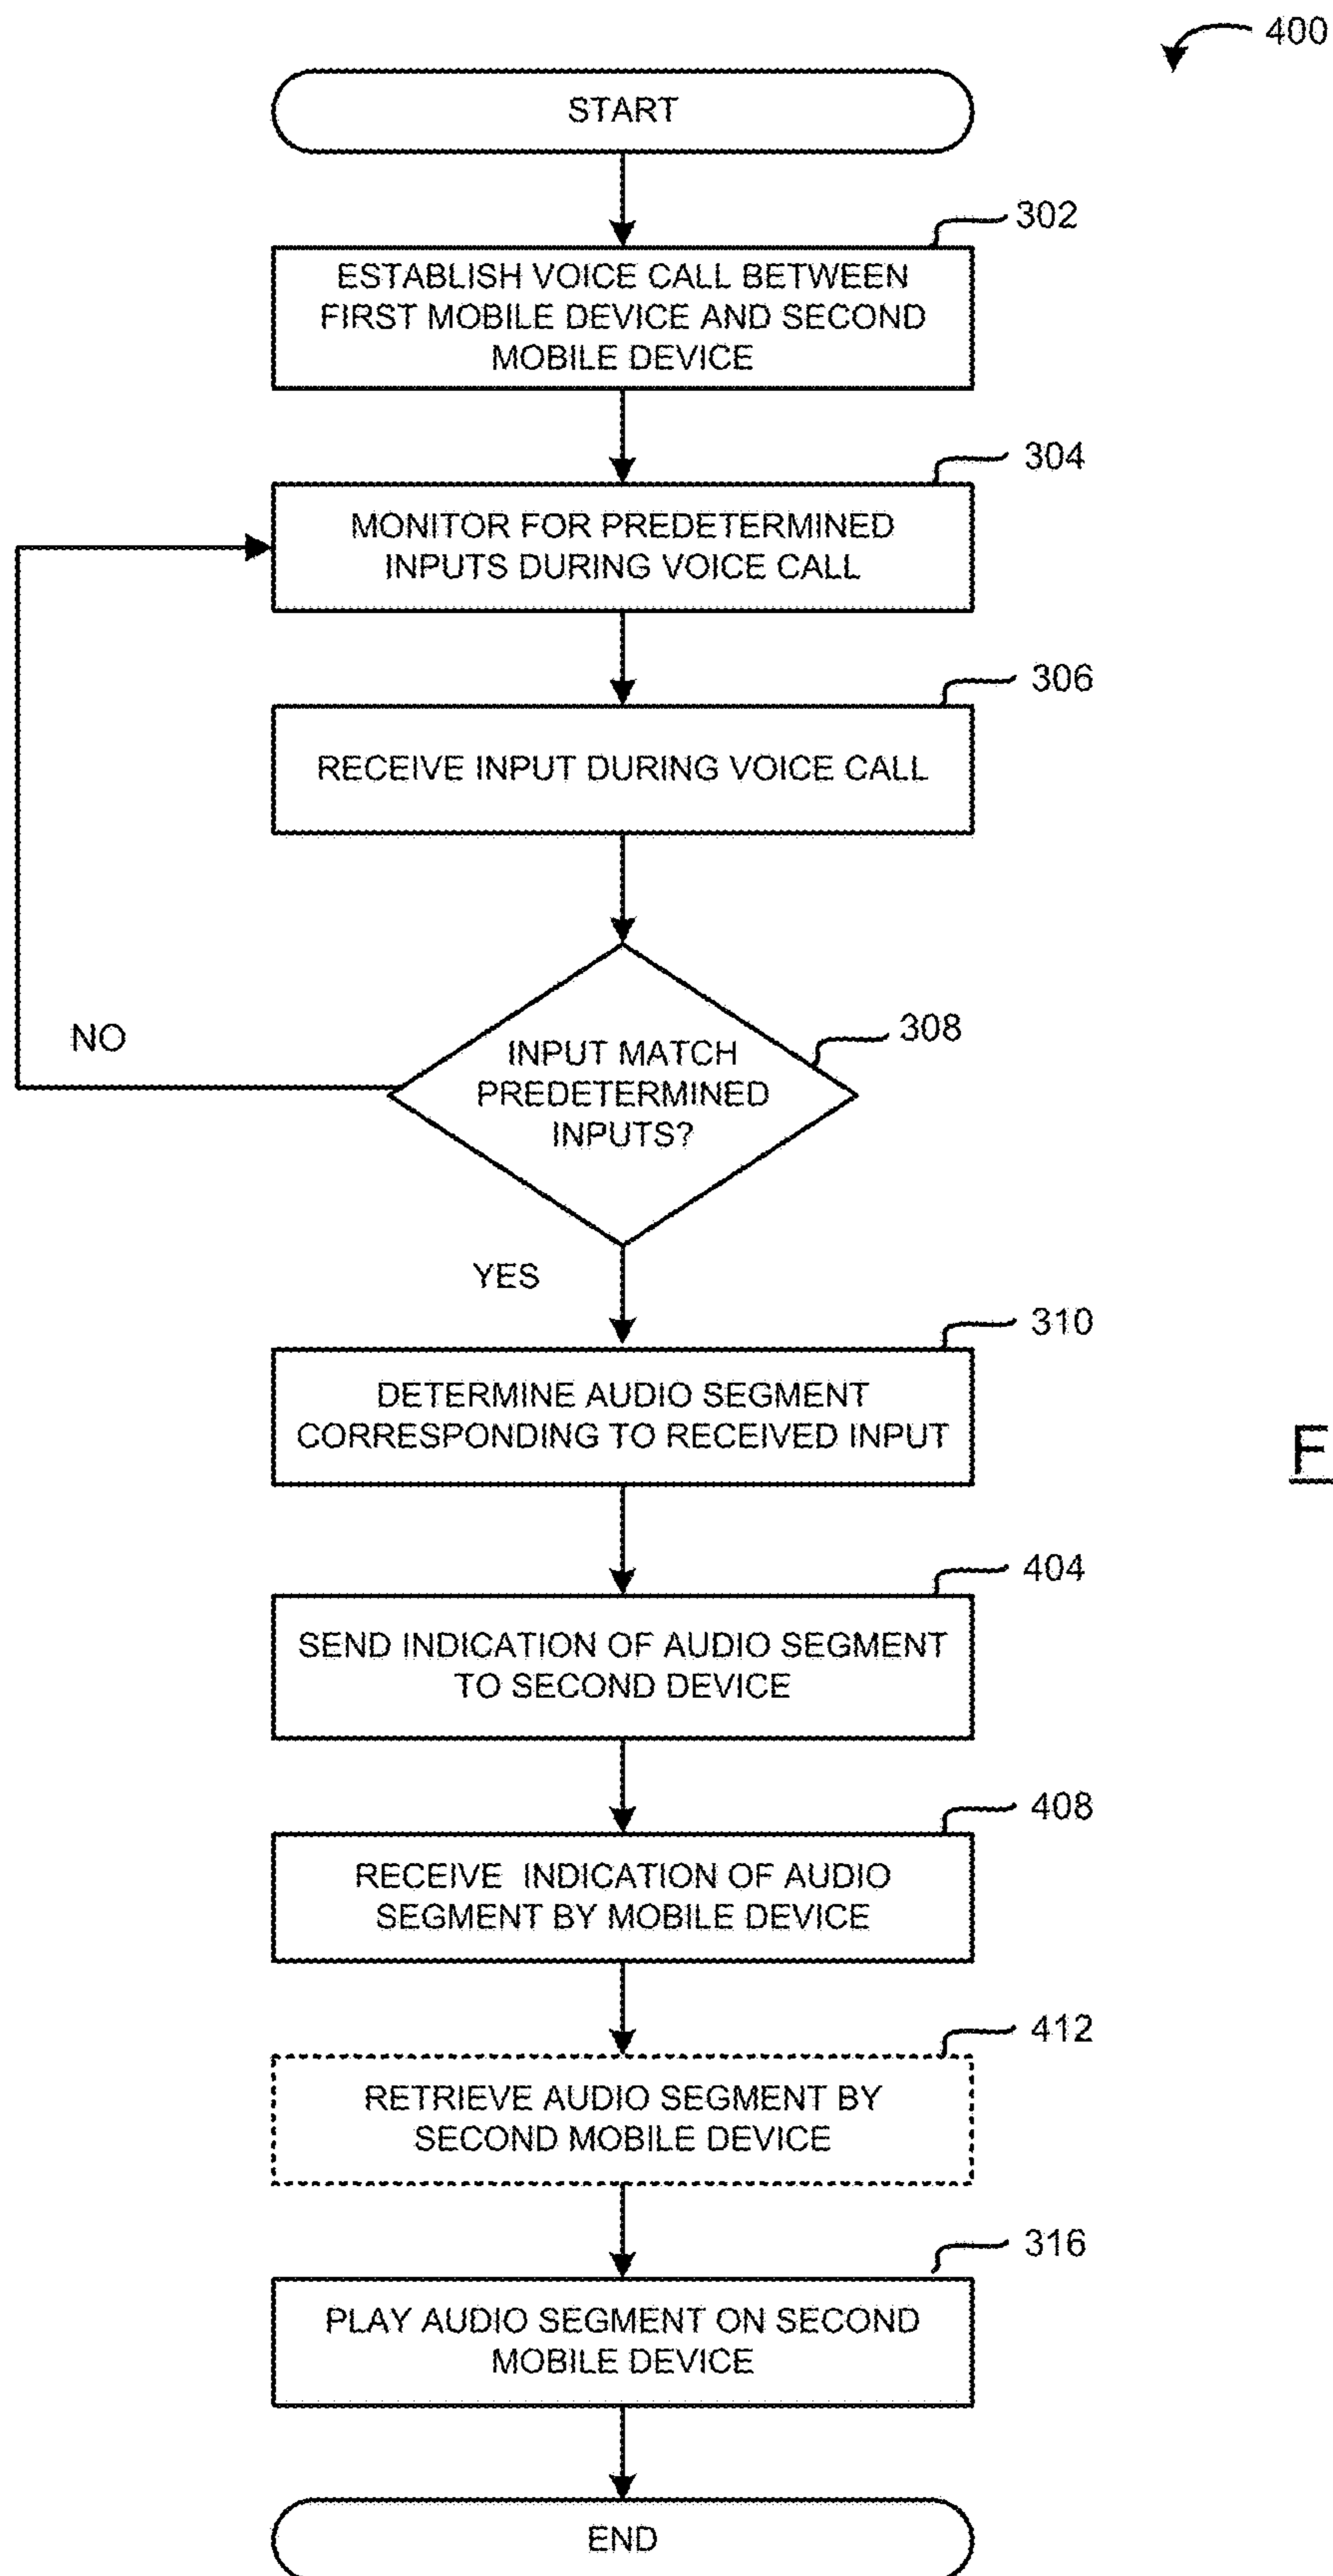 400
START
302
ESTABLISH VOICE CALL BETWEEN
FIRST MOBILE DEVICE AND SECOND
MOBILE DEVICE
304
MONITOR FOR PREDETERMINED
INPUTS DURING VOICE CALL
306
RECEIVE INPUT DURING VOICE CALL
308
INPUT MATCH
PREDETERMINED
INPUTS?
NO
YES
310
DETERMINE AUDIO SEGMENT
CORRESPONDING TO RECEIVED INPUT
F
404
SEND INDICATION OF AUDIO SEGMENT
TO SECOND DEVICE
408
RECEIVE INDICATION OF AUDIO
SEGMENT BY MOBILE DEVICE
412
RETRIEVE AUDIO SEGMENT BY
SECOND MOBILE DEVICE
316
PLAY AUDIO SEGMENT ON SECOND
MOBILE DEVICE
END